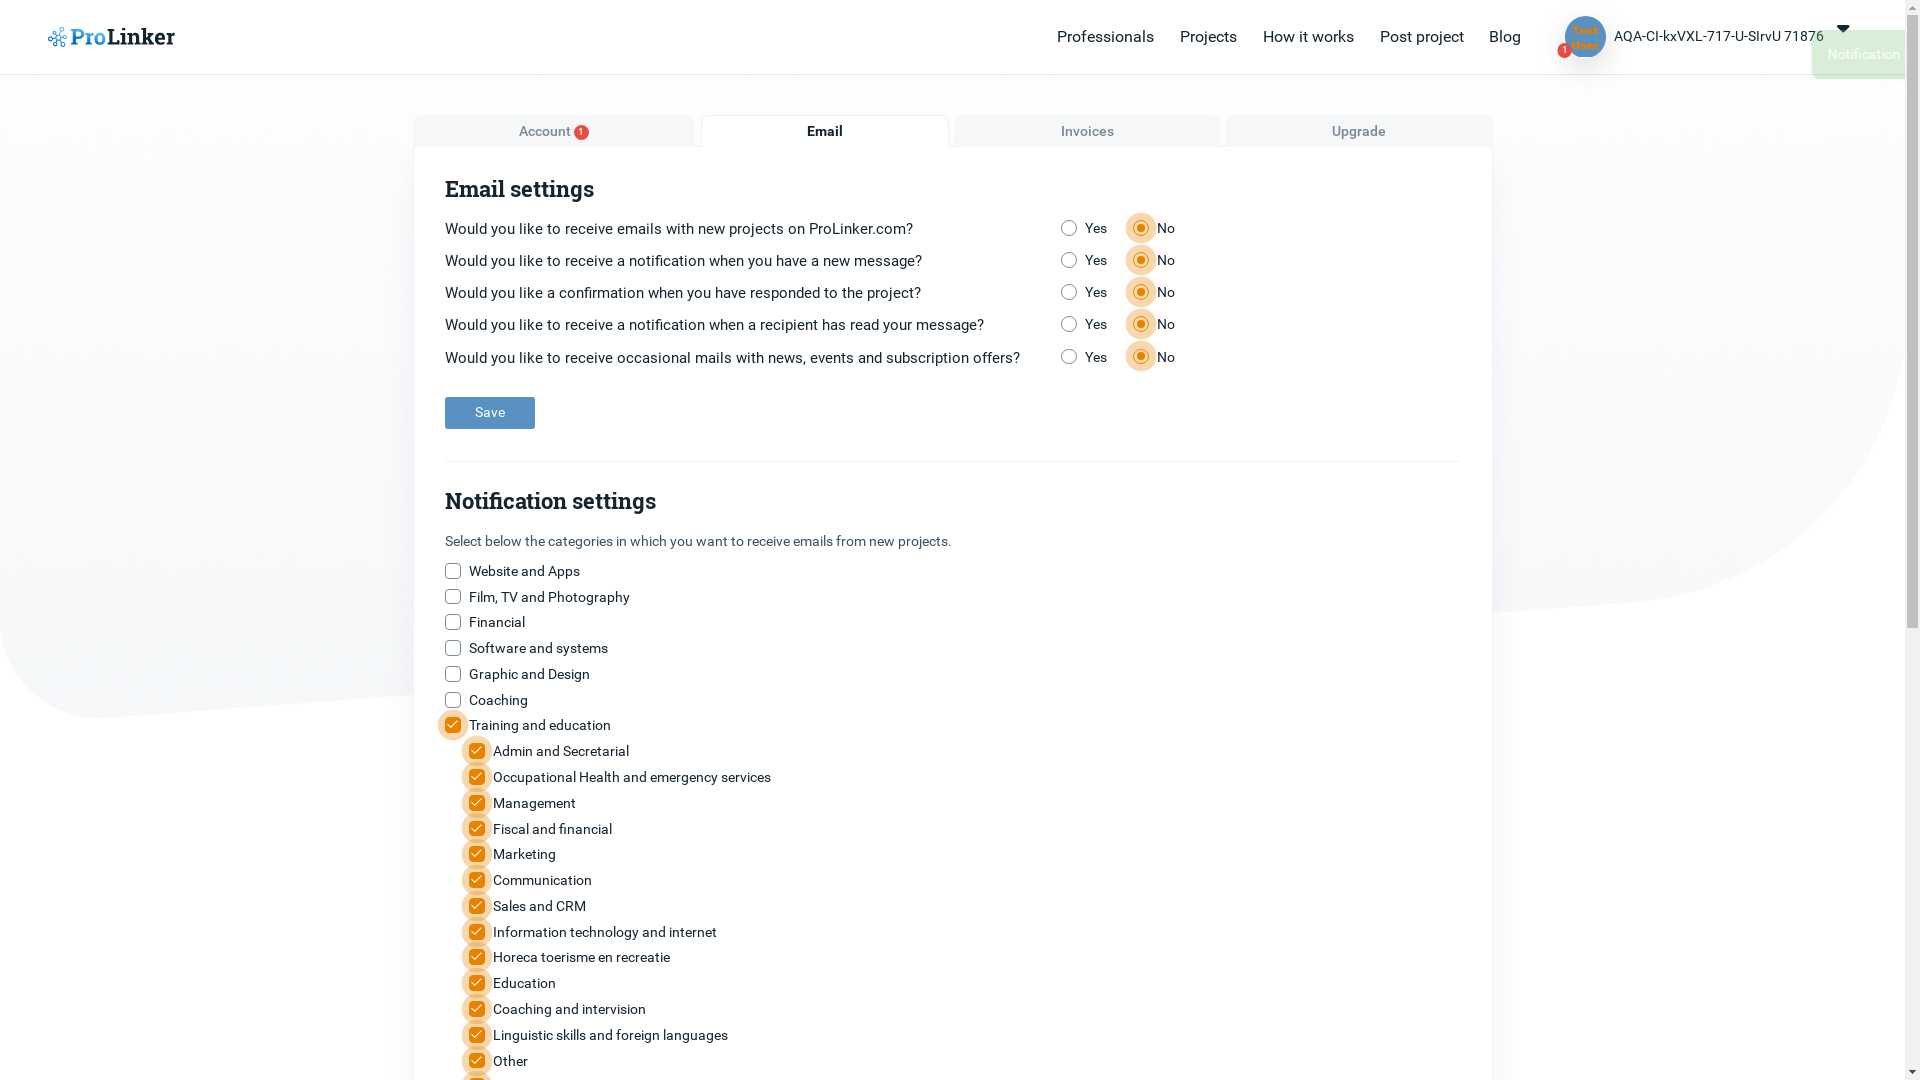 ProLinker
Professionals
Projects
How it works
Post project
Blog
Test
User
1
AQA-CI-kxVXL-717-U-SIrvU 71876
Notification
Account 1
Email
Invoices
Upgrade
Email settings
Would you like to receive emails with new projects on ProLinker.com? Yes No
Would you like to receive a notification when you have a new message? Yes No
Would you like a confirmation when you have responded to the project? Yes No
Would you like to receive a notification when a recipient has read your message? Yes No
Would you like to receive occasional mails with news, events and subscription offers? Yes No
Save
Notification settings
Select below the categories in which you want to receive emails from new projects.
Website and Apps
Film, TV and Photography
Financial
Software and systems
Graphic and Design
Coaching
Training and education
Admin and Secretarial
Occupational Health and emergency services
Management
Fiscal and financial
Marketing
Communication
Sales and CRM
Information technology and internet
Horeca toerisme en recreatie
Education
Coaching and intervision
Linguistic skills and foreign languages
Other